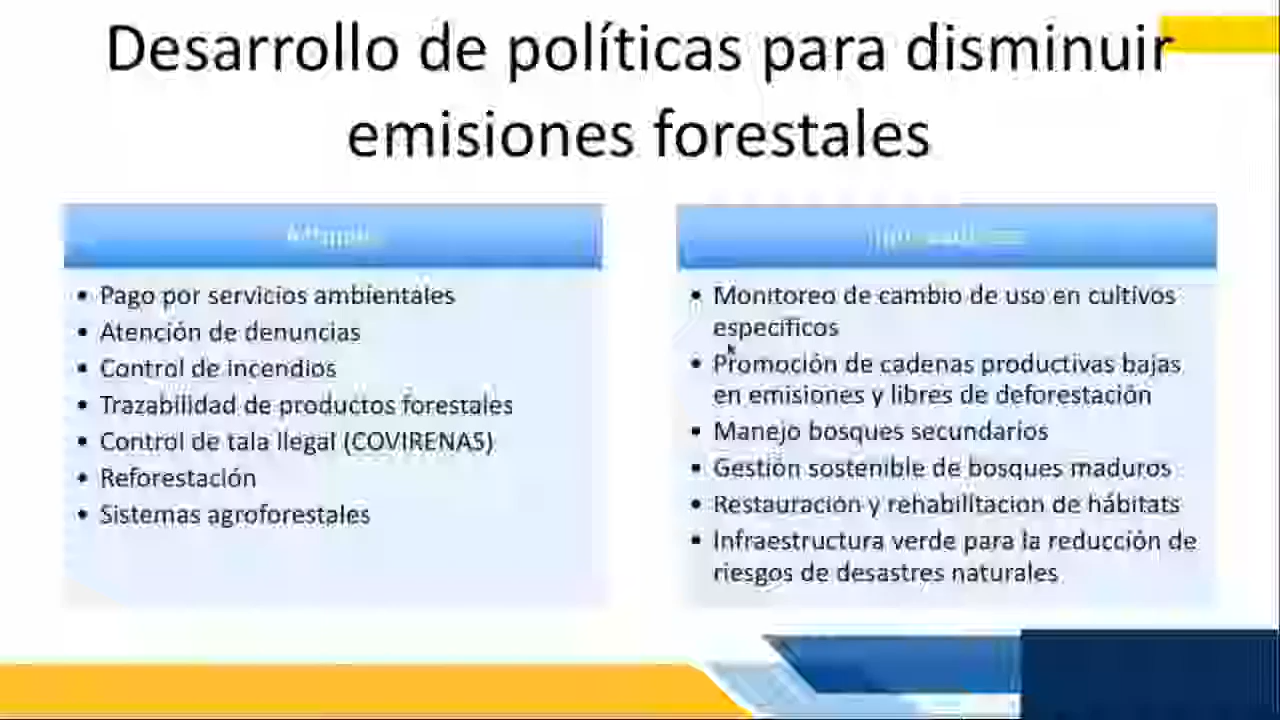 Desarrollo de políticas para disminuir
emisiones forestales
• Pago por servicios ambientales
• Atención de denuncias
• Control de incendios
• Trazabilidad de productos forestales
• Control de tala ilegal (COVIRENAS)
• Reforestación
• Sistemas agroforestales
• Monitoreo de cambio de uso en cultivos
específicos
• Promoción de cadenas productivas bajas
en emisiones y libres de deforestación
• Manejo bosques secundarios
• Gestión sostenible de bosques maduros
• Restauración y rehabilitacion de hábitats
• Infraestructura verde para la reducción de
riesgos de desastres naturales